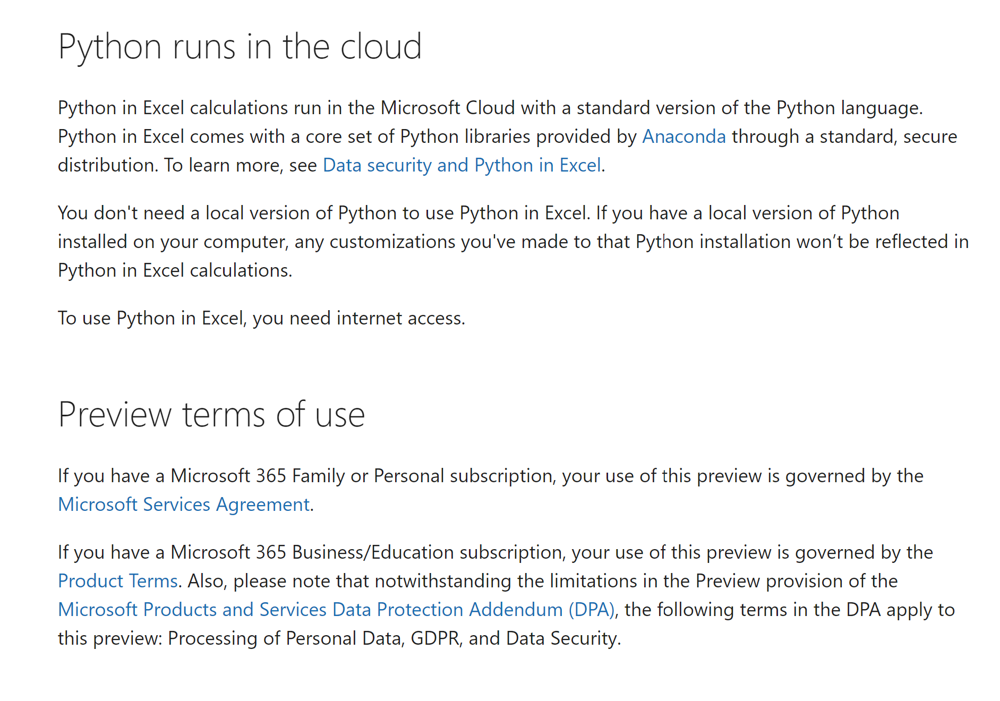 Python runs in the cloud
Python in Excel calculations run in the Microsoft Cloud with a standard version of the Python language.
Python in Excel comes with a core set of Python libraries provided by Anaconda through a standard, secure
distribution. To learn more, see Data security and Python in Excel.
You don't need a local version of Python to use Python in Excel. If you have a local version of Python
installed on your computer, any customizations you've made to that Python installation won’t be reflected in
Python in Excel calculations.
To use Python in Excel, you need internet access.
Preview terms of use
If you have a Microsoft 365 Family or Personal subscription, your use of this preview is governed by the
Microsoft Services Agreement.
If you have a Microsoft 365 Business/Education subscription, your use of this preview is governed by the
Product Terms. Also, please note that notwithstanding the limitations in the Preview provision of the
Microsoft Products and Services Data Protection Addendum (DPA), the following terms in the DPA apply to
this preview: Processing of Personal Data, GDPR, and Data Security.